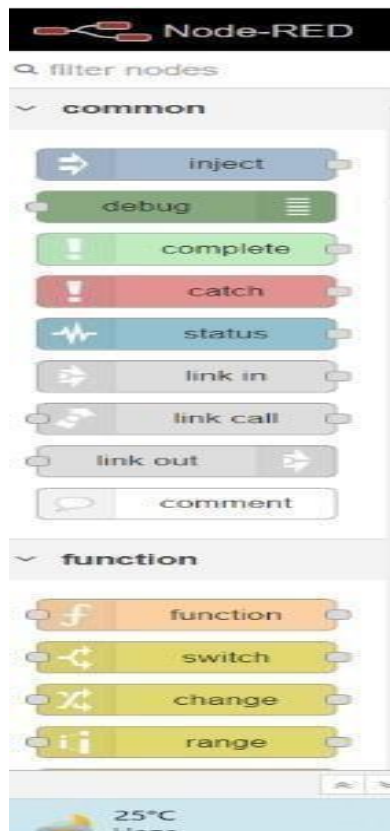 Node-RED
filter nodes
common
inject
debug
complete
catch
status
link in
link call
link out
comment
function
function
switch
change
range
25°C